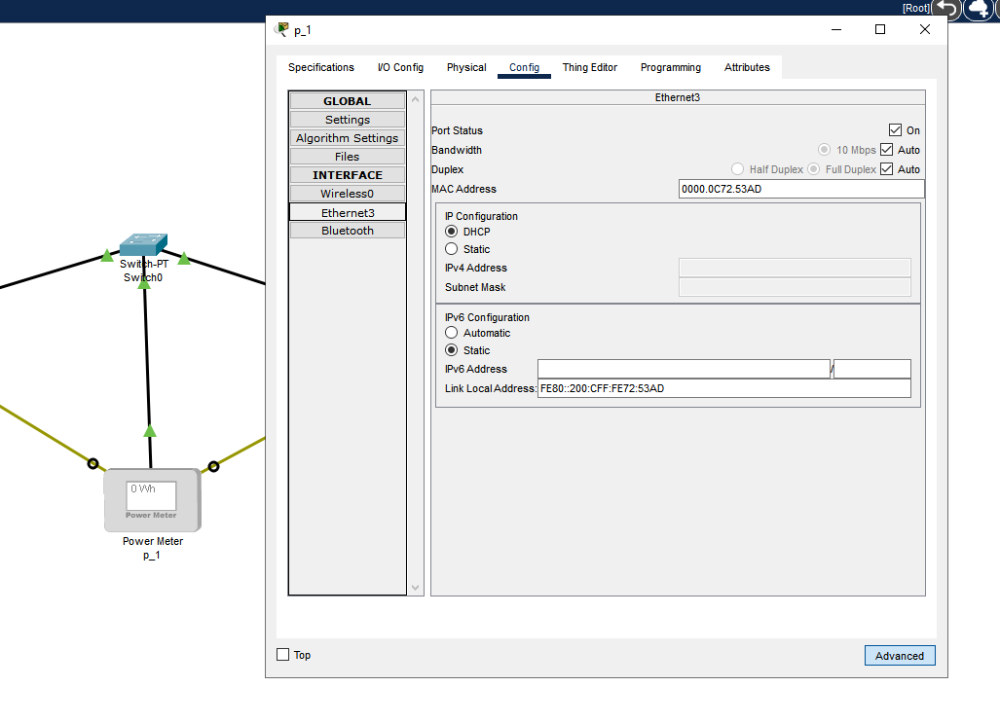 [Root]
p_1
Specifications I/O Config Physical Config Thing Editor Programming Attributes
GLOBAL
Settings
Algorithm Settings
Files
INTERFACE
Wireless0
Ethernet3
Bluetooth
Ethernet3
Port Status On
Bandwidth 10 Mbps Auto
Duplex Half Duplex Full Duplex Auto
MAC Address 0000.0C72.53AD
IP Configuration
DHCP
Static
IPv4 Address
Subnet Mask
IPv6 Configuration
Automatic
Static
IPv6 Address /
Link Local Address: FE80::200:CFF:FE72:53AD
Top
Advanced
Switch-PT
Switch0
0 Wh
Power Meter
Power Meter
p_1